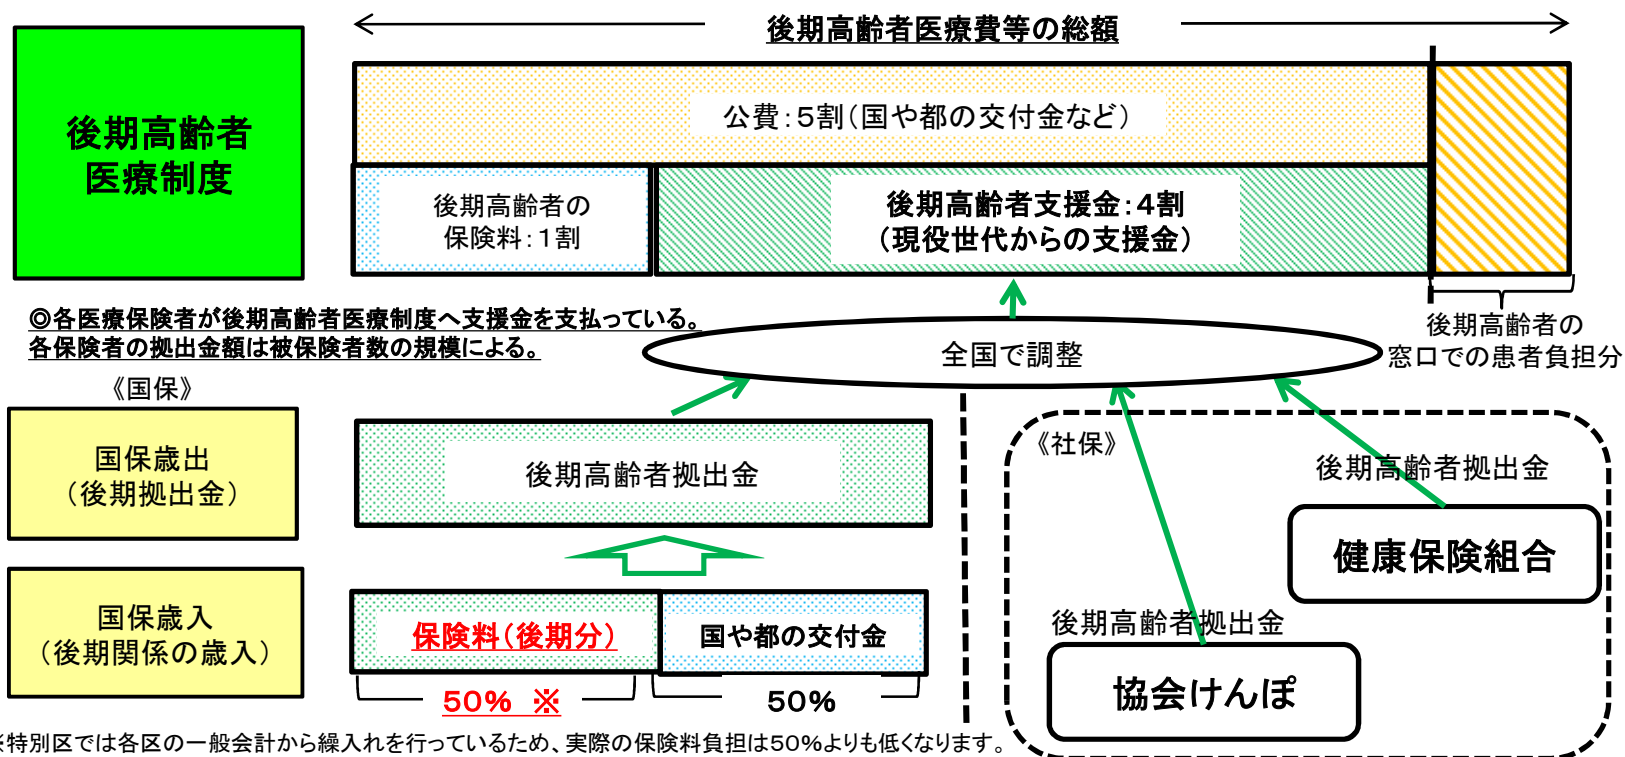 後期高齢者医療費等の総額
後期高齢者
医療制度
公費：５割（国や都の交付金など）
後期高齢者の
保険料：１割
後期高齢者支援金：４割
（現役世代からの支援金）
後期高齢者の
窓口での患者負担分
◎各医療保険者が後期高齢者医療制度へ支援金を支払っている。
各保険者の拠出金額は被保険者数の規模による。
全国で調整
《国保》
国保歳出
（後期拠出金）
後期高齢者拠出金
《社保》
後期高齢者拠出金
健康保険組合
国保歳入
（後期関係の歳入）
保険料（後期分）
国や都の交付金
50% ※
50%
後期高齢者拠出金
協会けんぽ
※特別区では各区の一般会計から繰入れを行っているため、実際の保険料負担は50％よりも低くなります。